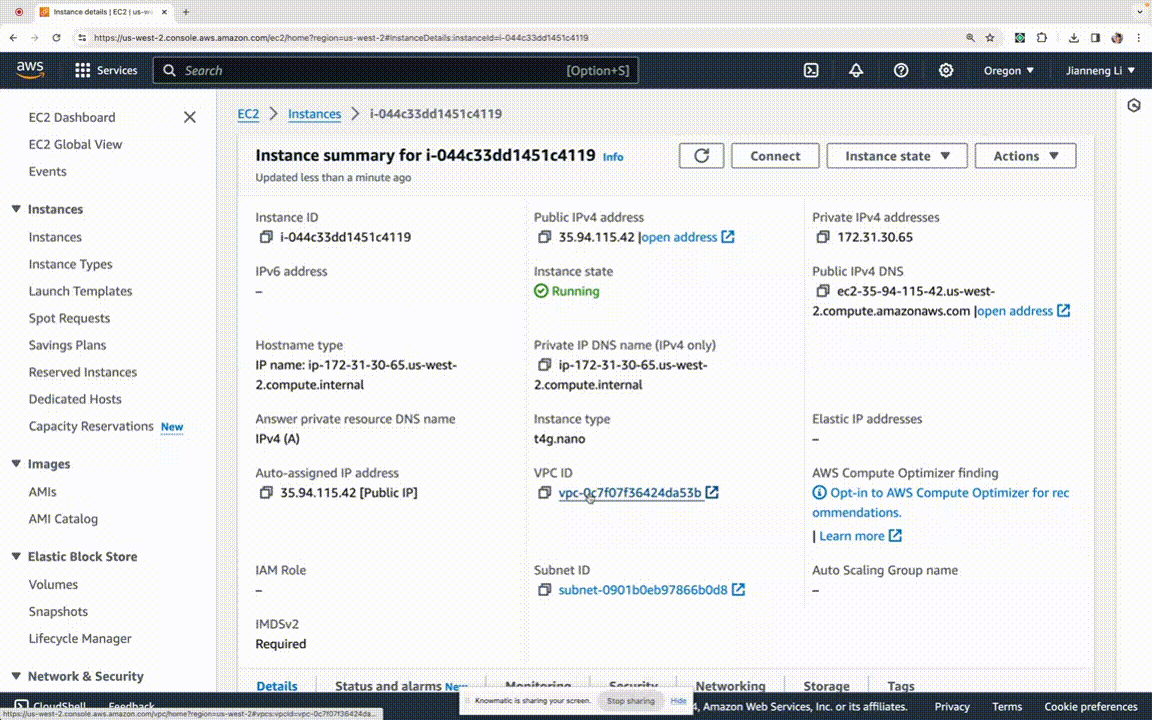 Instance details | EC2 | us-we
https://us-west-2.console.aws.amazon.com/ec2/home?region=us-west-2#InstanceDetails:instanceId=i-044c33dd1451c4119
aws Services Search [Option+S] Oregon Jianneng Li
EC2 Dashboard
EC2 Global View
Events
Instances
Instances
Instance Types
Launch Templates
Spot Requests
Savings Plans
Reserved Instances
Dedicated Hosts
Capacity Reservations New
Images
AMIs
AMI Catalog
Elastic Block Store
Volumes
Snapshots
Lifecycle Manager
Network & Security
EC2 > Instances > i-044c33dd1451c4119
Instance summary for i-044c33dd1451c4119 Info
Updated less than a minute ago
Connect Instance state Actions
Instance ID
i-044c33dd1451c4119
Public IPv4 address
35.94.115.42 |open address
Private IPv4 addresses
172.31.30.65
IPv6 address
–
Instance state
Running
Public IPv4 DNS
ec2-35-94-115-42.us-west-
2.compute.amazonaws.com |open address
Hostname type
IP name: ip-172-31-30-65.us-west-
2.compute.internal
Private IP DNS name (IPv4 only)
ip-172-31-30-65.us-west-
2.compute.internal
Answer private resource DNS name
IPv4 (A)
Instance type
t4g.nano
Elastic IP addresses
–
Auto-assigned IP address
35.94.115.42 [Public IP]
VPC ID
vpc-0c7f07f36424da53b
AWS Compute Optimizer finding
Opt-in to AWS Compute Optimizer for rec
ommendations.
| Learn more
IAM Role
–
Subnet ID
subnet-0901b0eb97866b0d8
Auto Scaling Group name
–
IMDSv2
Required
Details Status and alarms New Monitoring Security Networking Storage Tags
CloudShell Feedback
Knowmatic is sharing your screen. Stop sharing Hide
4, Amazon Web Services, Inc. or its affiliates. Privacy Terms Cookie preferences
https://us-west-2.console.aws.amazon.com/vpc/home?region=us-west-2#vpcs:vpcId=vpc-0c7f07f36424da...